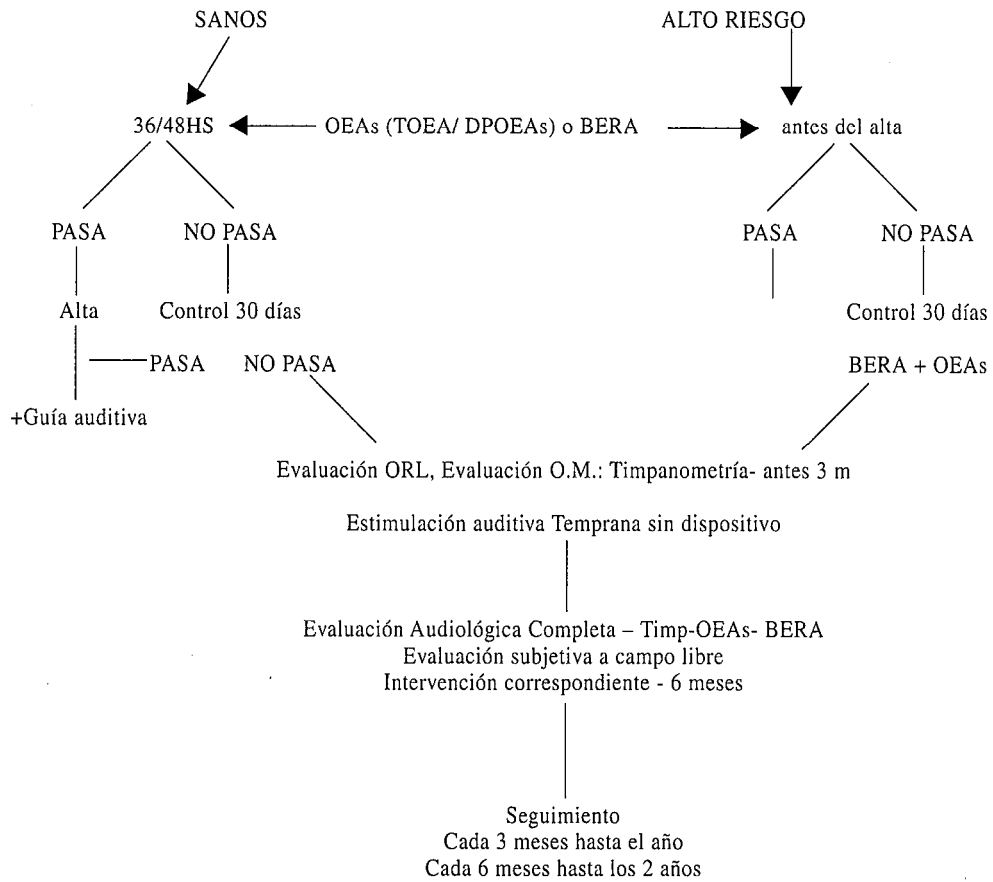 SANOS ALTO RIESGO
36/48HS OEAs (TOEA/ DPOEAs) o BERA antes del alta
PASA NO PASA PASA NO PASA
Alta Control 30 días Control 30 días
PASA NO PASA BERA + OEAs
+Guía auditiva
Evaluación ORL, Evaluación O.M.: Timpanometría- antes 3 m
Estimulación auditiva Temprana sin dispositivo
Evaluación Audiológica Completa – Timp-OEAs- BERA
Evaluación subjetiva a campo libre
Intervención correspondiente - 6 meses
Seguimiento
Cada 3 meses hasta el año
Cada 6 meses hasta los 2 años